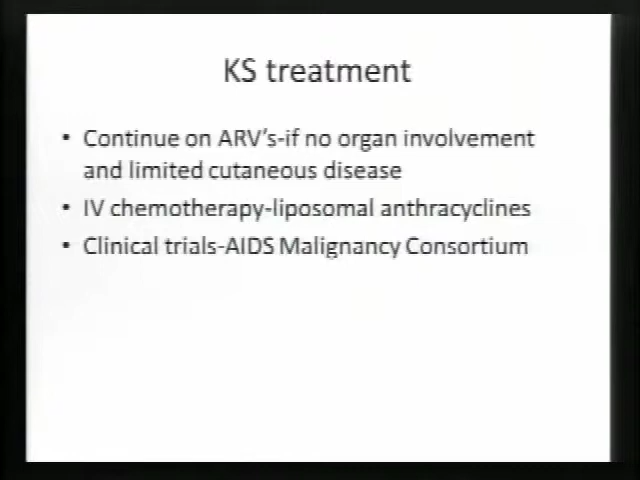 KS treatment
• Continue on ARV's-if no organ involvement
and limited cutaneous disease
• IV chemotherapy-liposomal anthracyclines
• Clinical trials-AIDS Malignancy Consortium